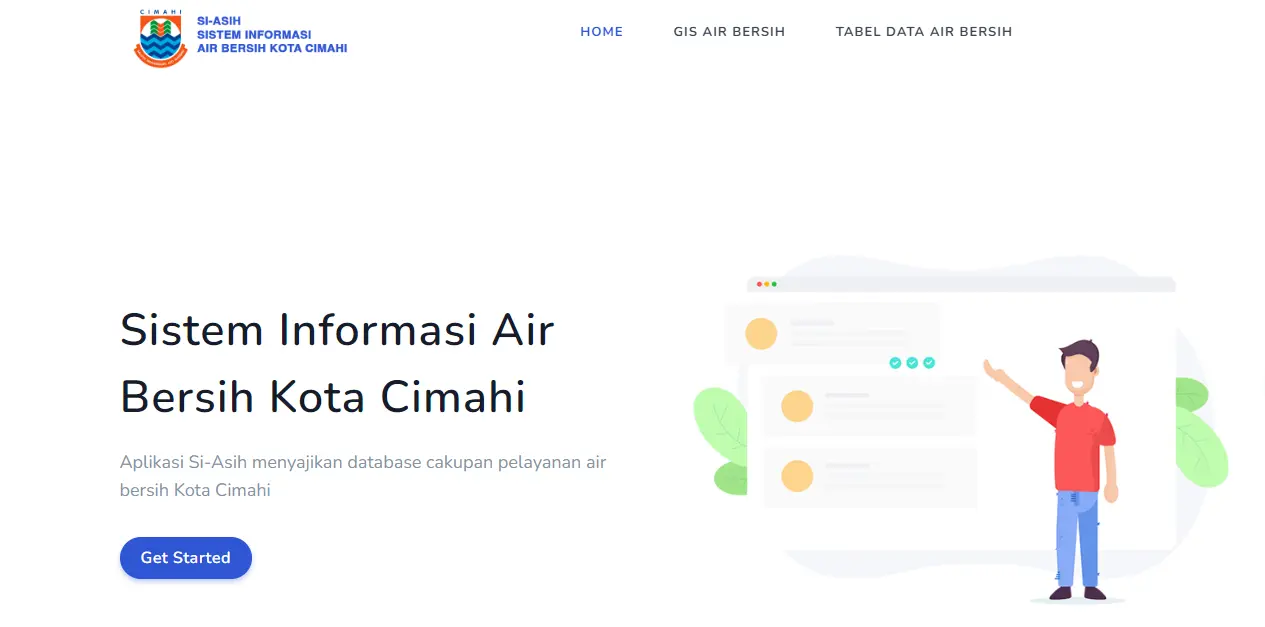 CIMAHI
SI-ASIH
SISTEM INFORMASI
AIR BERSIH KOTA CIMAHI
HOME
GIS AIR BERSIH
TABEL DATA AIR BERSIH
Sistem Informasi Air
Bersih Kota Cimahi
Aplikasi Si-Asih menyajikan database cakupan pelayanan air
bersih Kota Cimahi
Get Started